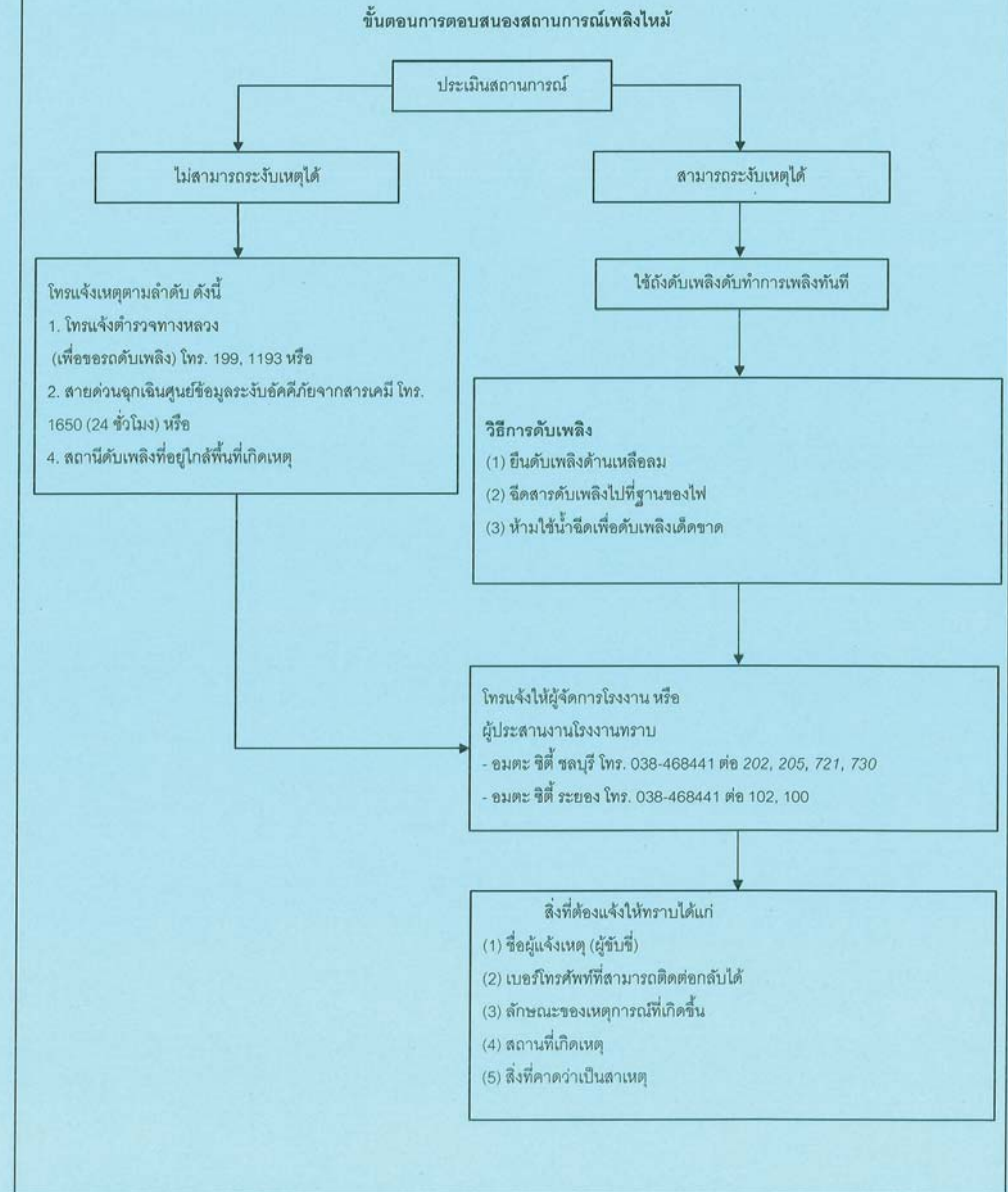 ขั้นตอนการตอบสนองสถานการณ์เพลิงไหม้
ประเมินสถานการณ์
ไม่สามารถระงับเหตุได้
สามารถระงับเหตุได้
โทรแจ้งเหตุตามลำดับ ดังนี้
1. โทรแจ้งตำรวจทางหลวง
(เพื่อขอรถดับเพลิง) โทร. 199, 1193 หรือ
2. สายด่วนฉุกเฉินศูนย์ข้อมูลระงับอัคคีภัยจากสารเคมี โทร.
1650 (24 ชั่วโมง) หรือ
4. สถานีดับเพลิงที่อยู่ใกล้พื้นที่เกิดเหตุ
ใช้ถังดับเพลิงดับทำการเพลิงทันที
วิธีการดับเพลิง
(1) ยืนดับเพลิงด้านเหลือลม
(2) ฉีดสารดับเพลิงไปที่ฐานของไฟ
(3) ห้ามใช้น้ำฉีดเพื่อดับเพลิงเด็ดขาด
โทรแจ้งให้ผู้จัดการโรงงาน หรือ
ผู้ประสานงานโรงงานทราบ
- อมตะ ซิตี้ ชลบุรี โทร. 038-468441 ต่อ 202, 205, 721, 730
- อมตะ ซิตี้ ระยอง โทร. 038-468441 ต่อ 102, 100
สิ่งที่ต้องแจ้งให้ทราบได้แก่
(1) ชื่อผู้แจ้งเหตุ (ผู้ขับขี่)
(2) เบอร์โทรศัพท์ที่สามารถติดต่อกลับได้
(3) ลักษณะของเหตุการณ์ที่เกิดขึ้น
(4) สถานที่เกิดเหตุ
(5) สิ่งที่คาดว่าเป็นสาเหตุ